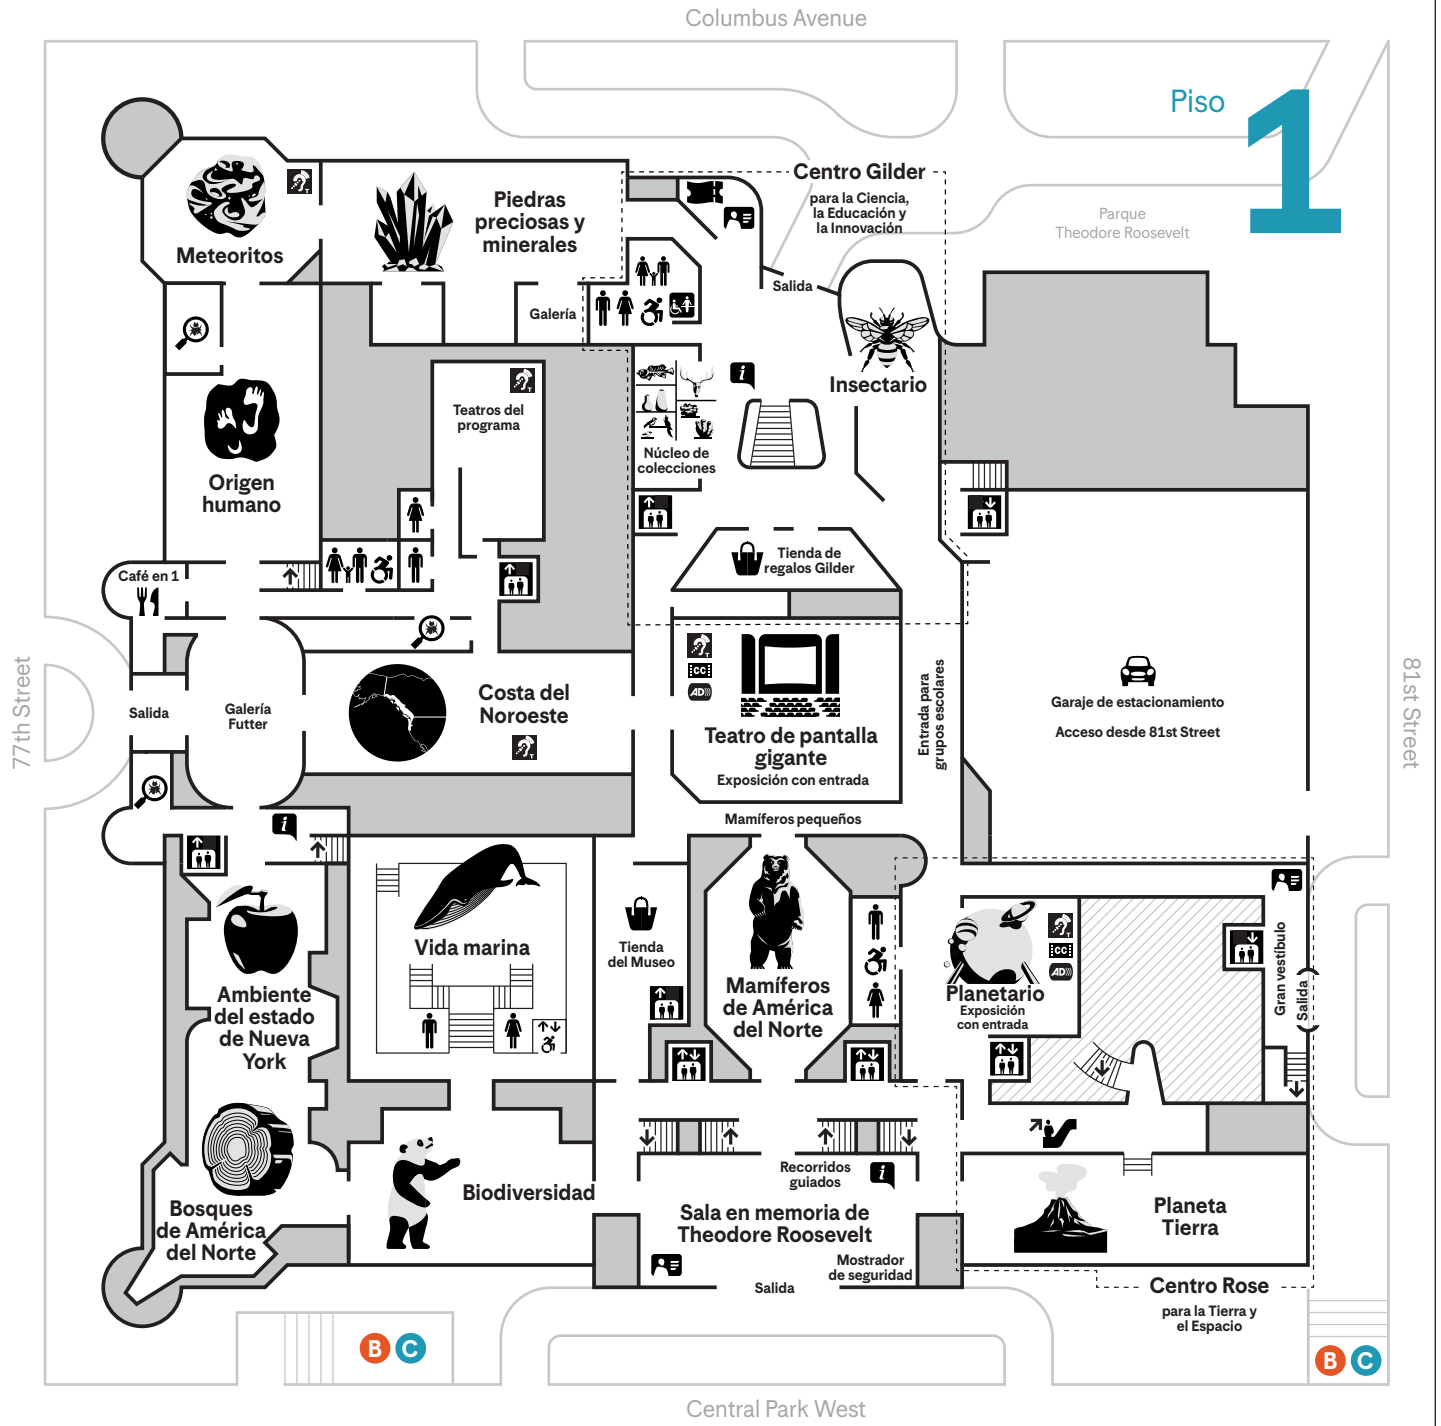 Columbus Avenue
Piso
1
Centro Gilder
para la Ciencia,
la Educación y
la Innovación
Parque
Theodore Roosevelt
Meteoritos
Piedras
preciosas y
minerales
Salida
Galería
Insectario
i
Teatros del
programa
Núcleo de
colecciones
Origen
humano
Tienda de
regalos Gilder
Café en 1
T
T
CC
AD
77th Street
Salida
Galería
Futter
Costa del
Noroeste
T
Teatro de pantalla
gigante
Exposición con entrada
Entrada para
grupos escolares
Garaje de estacionamiento
Acceso desde 81st Street
81st Street
Mamíferos pequeños
i
Vida marina
Tienda
del Museo
Mamíferos
de América
del Norte
T
CC
AD
Planetario
Exposición
con entrada
Gran vestíbulo
Salida
Ambiente
del estado
de Nueva
York
Bosques
de América
del Norte
Biodiversidad
Recorridos
guiados
i
Sala en memoria de
Theodore Roosevelt
Mostrador
de seguridad
Salida
Planeta
Tierra
Centro Rose
para la Tierra y
el Espacio
B C
B C
Central Park West